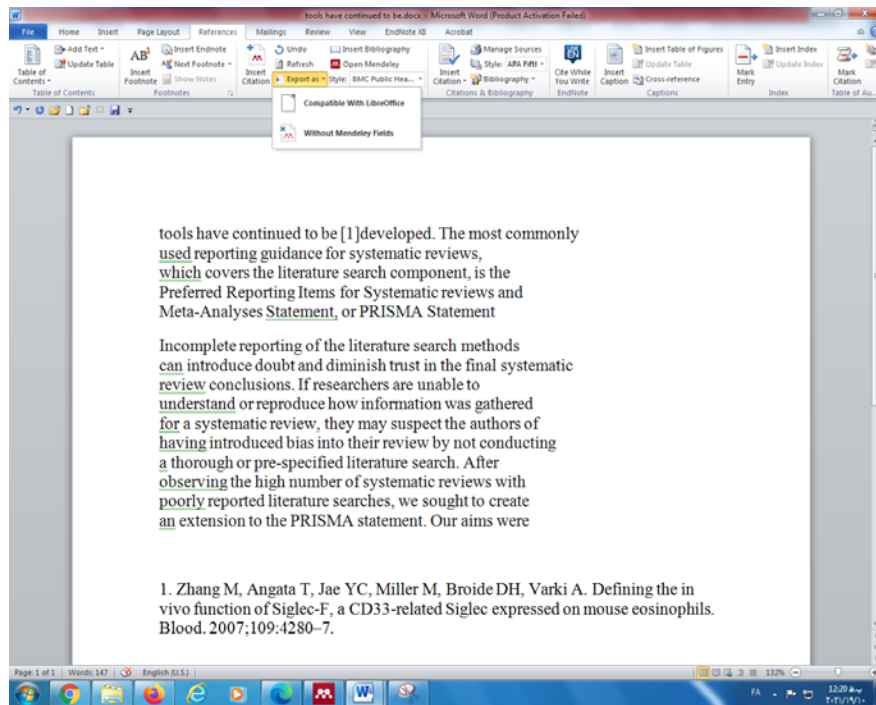 tools have continued to be.docx - Microsoft Word (Product Activation Failed)
File Home Insert Page Layout References Mailings Review View EndNote X8 Acrobat
Table of Contents
Add Text
Update Table
Table of Contents
AB¹
Insert Footnote
Insert Endnote
Next Footnote
Show Notes
Footnotes
Insert Citation
Undo
Refresh
Export as
Insert Bibliography
Open Mendeley
Style: BMC Public Hea...
Compatible With LibreOffice
Without Mendeley Fields
Insert Citation
Manage Sources
Style: APA Fifth
Bibliography
Citations & Bibliography
Cite While You Write
EndNote
Insert Caption
Insert Table of Figures
Update Table
Cross-reference
Captions
Mark Entry
Insert Index
Update Index
Index
Mark Citation
Table of Au...
tools have continued to be [1]developed. The most commonly
used reporting guidance for systematic reviews,
which covers the literature search component, is the
Preferred Reporting Items for Systematic reviews and
Meta-Analyses Statement, or PRISMA Statement
Incomplete reporting of the literature search methods
can introduce doubt and diminish trust in the final systematic
review conclusions. If researchers are unable to
understand or reproduce how information was gathered
for a systematic review, they may suspect the authors of
having introduced bias into their review by not conducting
a thorough or pre-specified literature search. After
observing the high number of systematic reviews with
poorly reported literature searches, we sought to create
an extension to the PRISMA statement. Our aims were
1. Zhang M, Angata T, Jae YC, Miller M, Broide DH, Varki A. Defining the in
vivo function of Siglec-F, a CD33-related Siglec expressed on mouse eosinophils.
Blood. 2007;109:4280–7.
Page: 1 of 1 Words: 147 English (U.S.) 132%
FA 12:20